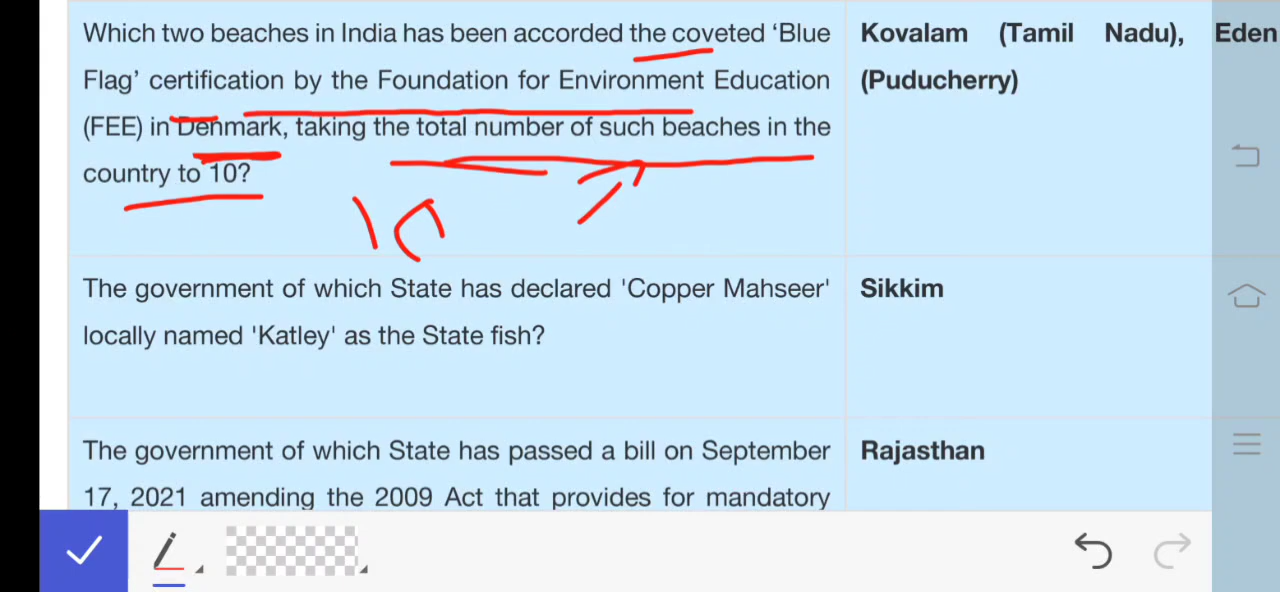 Which two beaches in India has been accorded the coveted ‘Blue
Flag’ certification by the Foundation for Environment Education
(FEE) in Denmark, taking the total number of such beaches in the
country to 10?
Kovalam (Tamil Nadu), Eden
(Puducherry)
10
The government of which State has declared 'Copper Mahseer'
locally named 'Katley' as the State fish?
Sikkim
The government of which State has passed a bill on September
17, 2021 amending the 2009 Act that provides for mandatory
Rajasthan